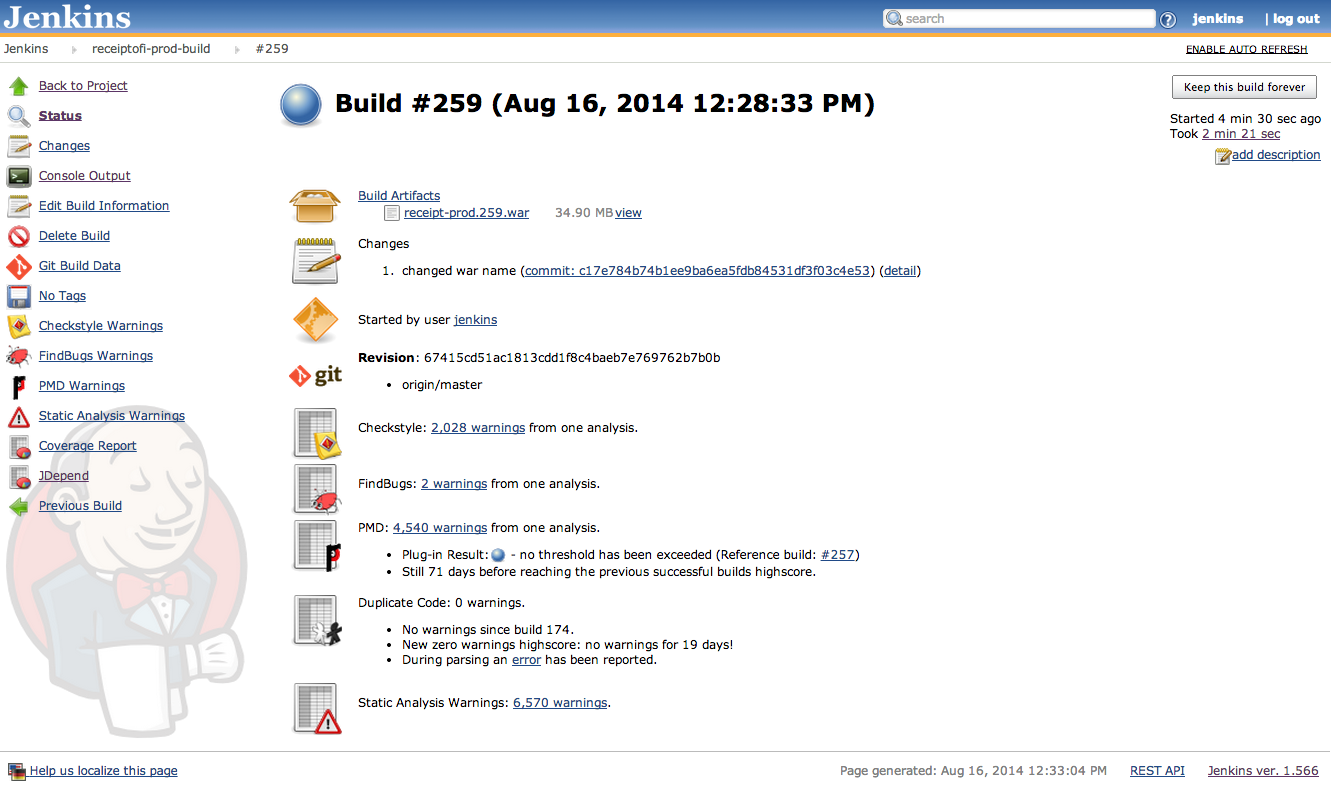 Jenkins
search
jenkins
| log out
Jenkins receiptofi-prod-build #259
ENABLE AUTO REFRESH
Back to Project
Status
Changes
Console Output
Edit Build Information
Delete Build
Git Build Data
No Tags
Checkstyle Warnings
FindBugs Warnings
PMD Warnings
Static Analysis Warnings
Coverage Report
JDepend
Previous Build
Build #259 (Aug 16, 2014 12:28:33 PM)
Keep this build forever
Started 4 min 30 sec ago
Took 2 min 21 sec
add description
Build Artifacts
receipt-prod.259.war 34.90 MB view
Changes
1. changed war name (commit: c17e784b74b1ee9ba6ea5fdb84531df3f03c4e53) (detail)
Started by user jenkins
git
Revision: 67415cd51ac1813cdd1f8c4baeb7e769762b7b0b
• origin/master
Checkstyle: 2,028 warnings from one analysis.
FindBugs: 2 warnings from one analysis.
PMD: 4,540 warnings from one analysis.
• Plug-in Result: - no threshold has been exceeded (Reference build: #257)
• Still 71 days before reaching the previous successful builds highscore.
Duplicate Code: 0 warnings.
• No warnings since build 174.
• New zero warnings highscore: no warnings for 19 days!
• During parsing an error has been reported.
Static Analysis Warnings: 6,570 warnings.
Help us localize this page
Page generated: Aug 16, 2014 12:33:04 PM
REST API
Jenkins ver. 1.566